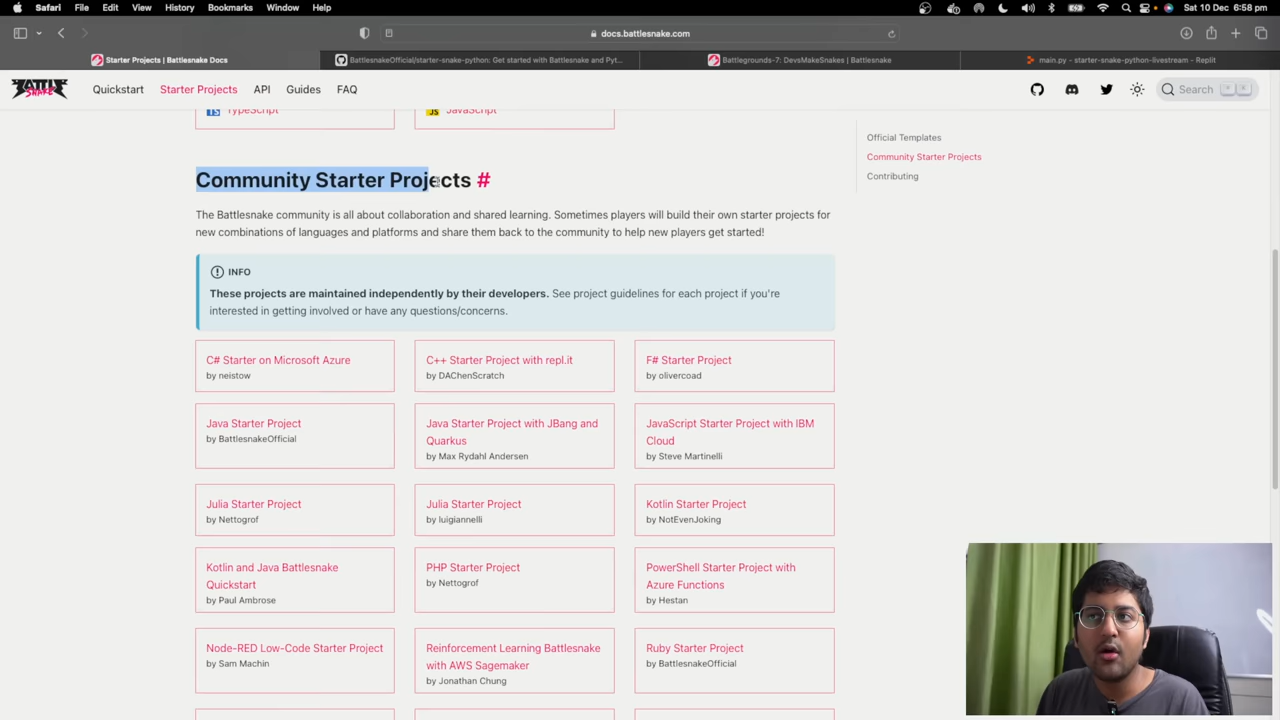 Safari File Edit View History Bookmarks Window Help Sat 10 Dec 6:58 pm
docs.battlesnake.com
Starter Projects | Battlesnake Docs
BattlesnakeOfficial/starter-snake-python: Get started with Battlesnake and Pyt...
Battlegrounds-7: DevsMakeSnakes | Battlesnake
main.py - starter-snake-python-livestream - Replit
BATTLE SNAKE Quickstart Starter Projects API Guides FAQ Search
TS TypeScript
JS JavaScript
Official Templates
Community Starter Projects
Contributing
Community Starter Projects #
The Battlesnake community is all about collaboration and shared learning. Sometimes players will build their own starter projects for
new combinations of languages and platforms and share them back to the community to help new players get started!
INFO
These projects are maintained independently by their developers. See project guidelines for each project if you're
interested in getting involved or have any questions/concerns.
C# Starter on Microsoft Azure
by neistow
C++ Starter Project with repl.it
by DAChenScratch
F# Starter Project
by olivercoad
Java Starter Project
by BattlesnakeOfficial
Java Starter Project with JBang and
Quarkus
by Max Rydahl Andersen
JavaScript Starter Project with IBM
Cloud
by Steve Martinelli
Julia Starter Project
by Nettogrof
Julia Starter Project
by luigiannelli
Kotlin Starter Project
by NotEvenJoking
Kotlin and Java Battlesnake
Quickstart
by Paul Ambrose
PHP Starter Project
by Nettogrof
PowerShell Starter Project with
Azure Functions
by Hestan
Node-RED Low-Code Starter Project
by Sam Machin
Reinforcement Learning Battlesnake
with AWS Sagemaker
by Jonathan Chung
Ruby Starter Project
by BattlesnakeOfficial